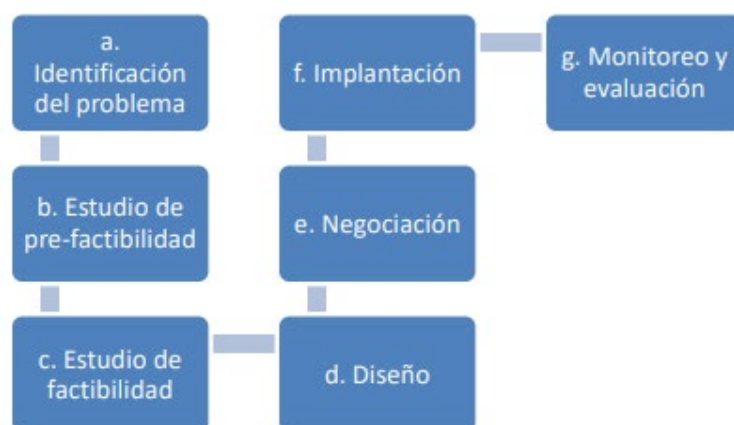 a.
Identificación
del problema
b. Estudio de
pre-factibilidad
c. Estudio de
factibilidad
d. Diseño
e. Negociación
f. Implantación
g. Monitoreo y
evaluación